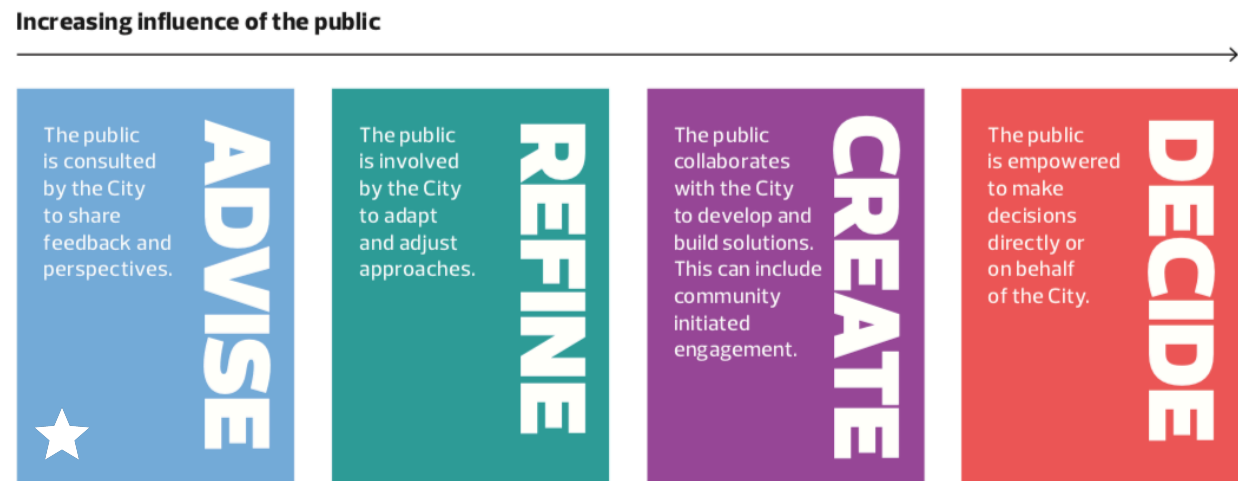 Increasing influence of the public
The public
is consulted
by the City
to share
feedback and
perspectives.
ADVISE
The public
is involved
by the City
to adapt
and adjust
approaches.
REFINE
The public
collaborates
with the City
to develop and
build solutions.
This can include
community
initiated
engagement.
CREATE
The public
is empowered
to make
decisions
directly or
on behalf
of the City.
DECIDE